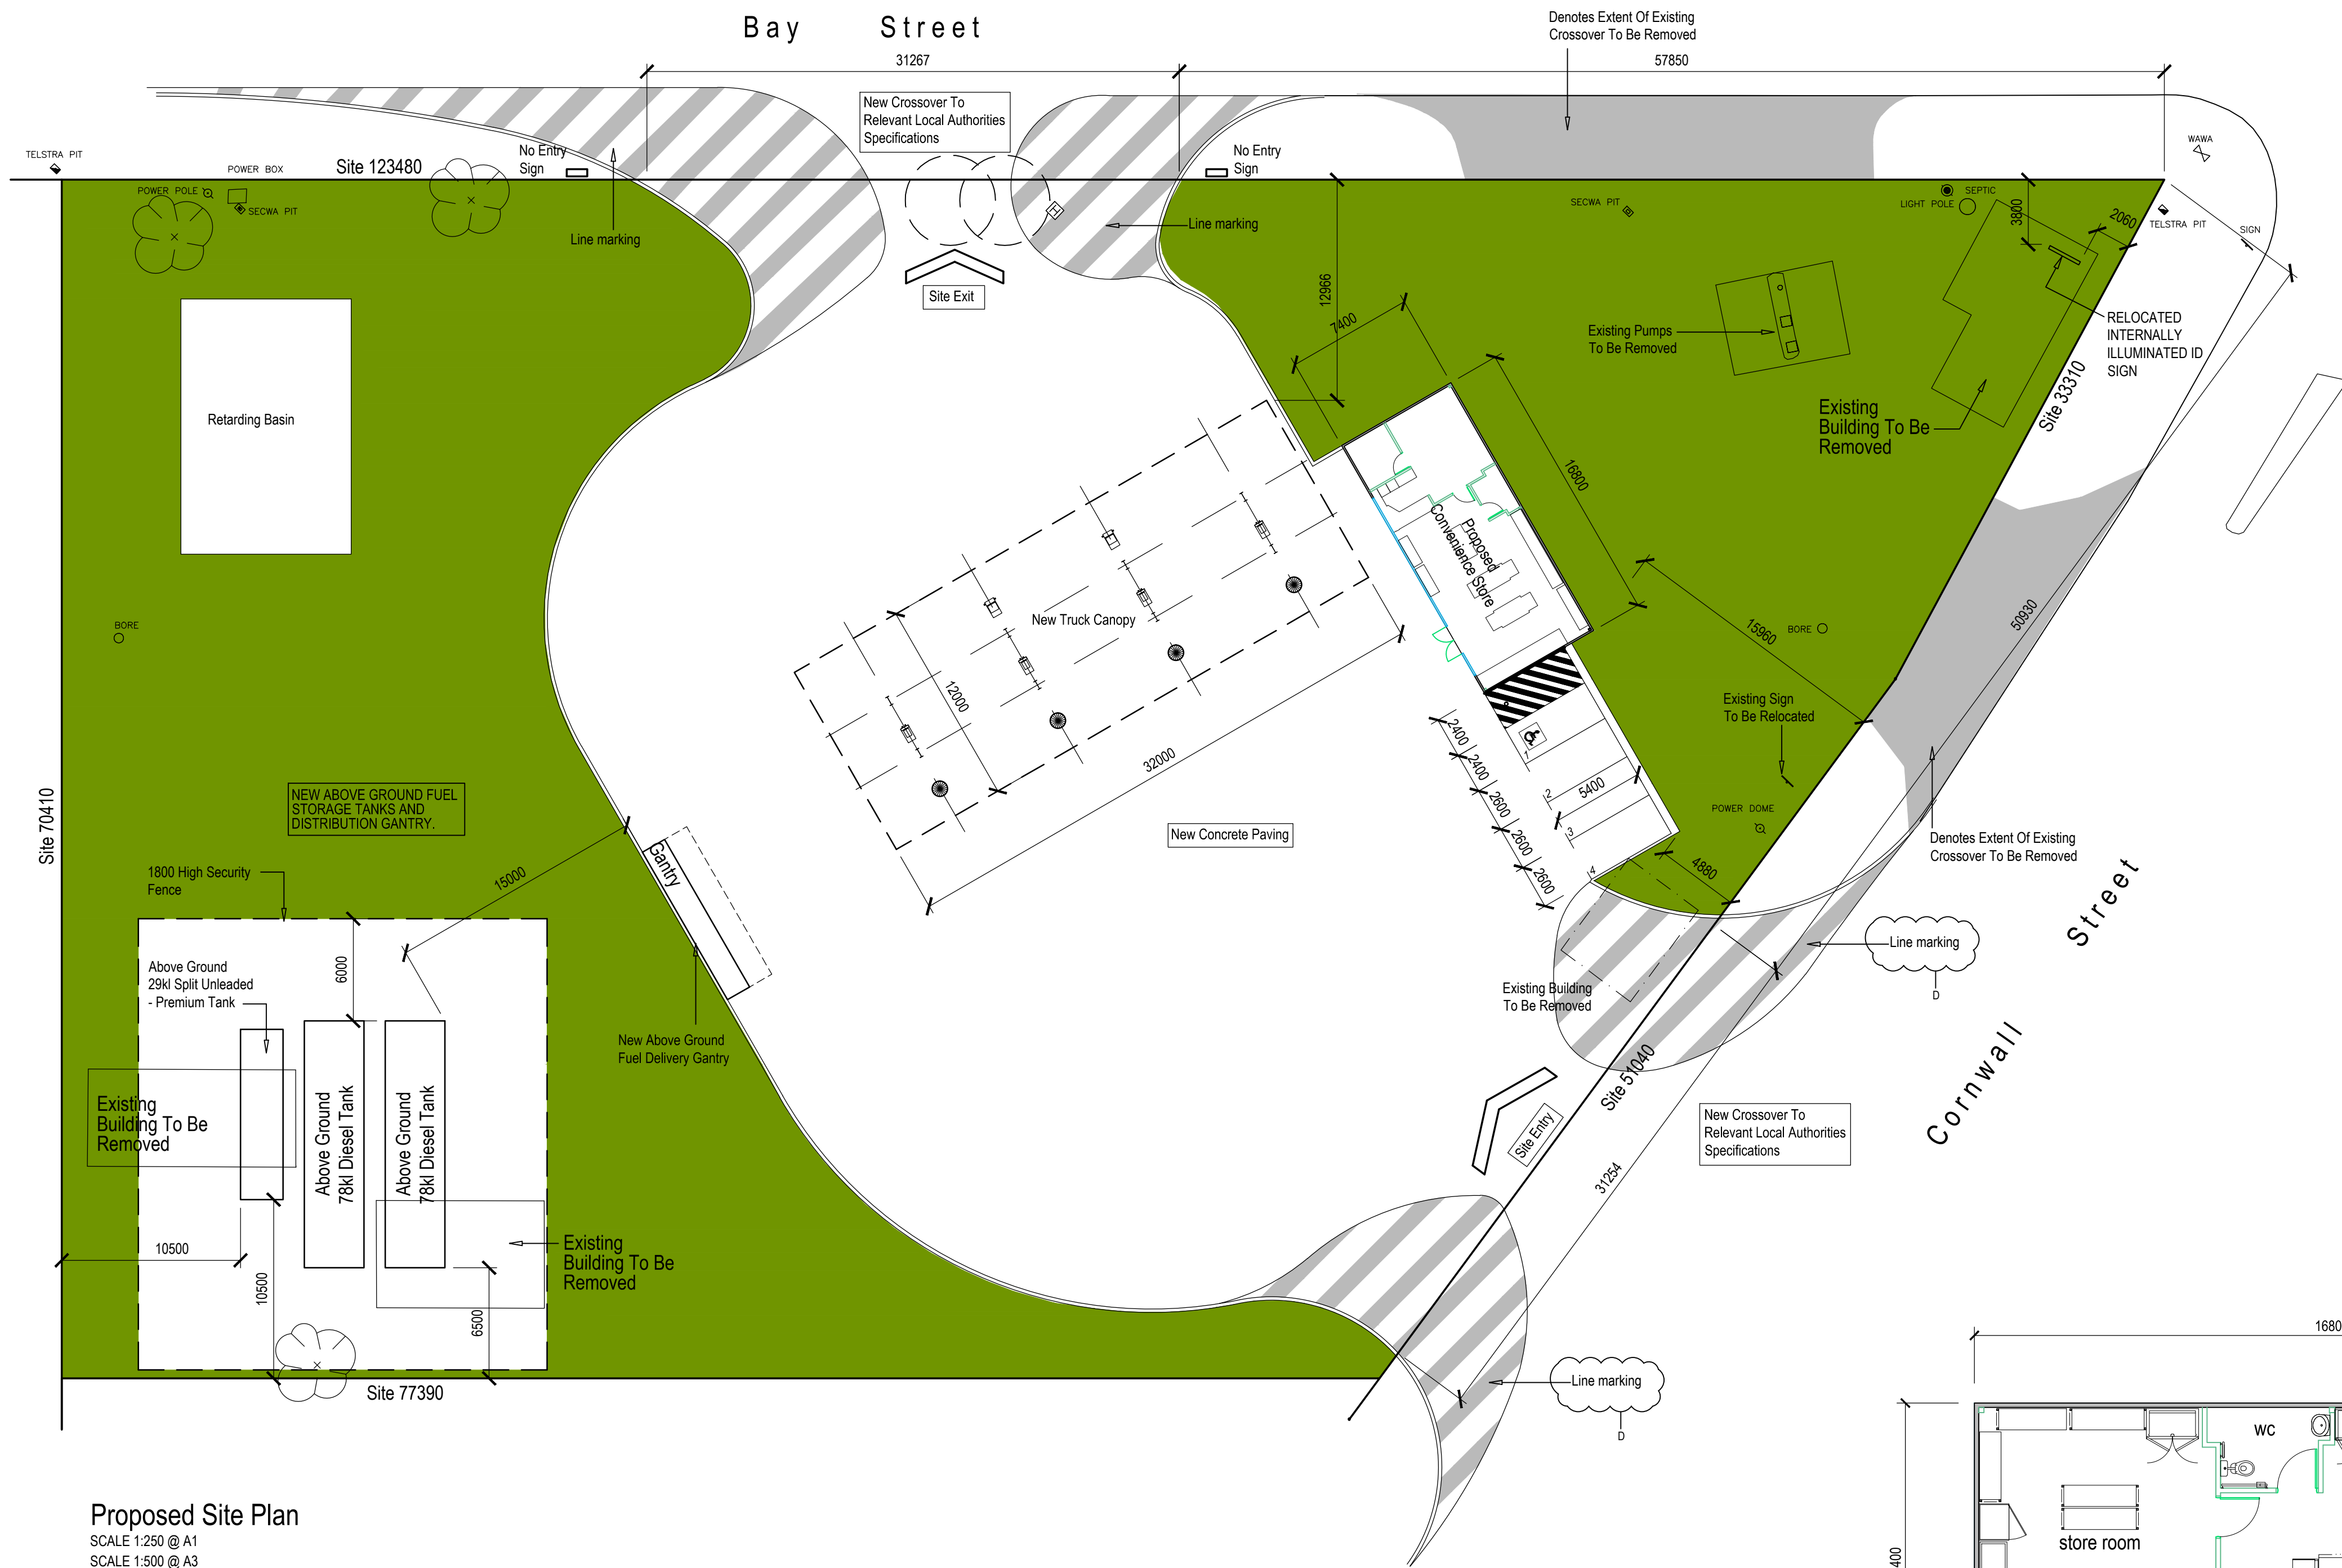 Bay Street
Denotes Extent Of Existing
Crossover To Be Removed
31267
57850
New Crossover To
Relevant Local Authorities
Specifications
TELSTRA PIT
POWER BOX
Site 123480
No Entry
Sign
No Entry
Sign
WAWA
POWER POLE
SECWA PIT
Line marking
H
Line marking
SECWA PIT
SEPTIC
LIGHT POLE
3800
2060
TELSTRA PIT
SIGN
Site Exit
12966
7400
Existing Pumps
To Be Removed
RELOCATED
INTERNALLY
ILLUMINATED ID
SIGN
Site 33310
Existing
Building To Be
Removed
Retarding Basin
16800
Proposed
Convenience Store
New Truck Canopy
BORE
BORE
15960
50930
12000
32000
Existing Sign
To Be Relocated
2400
2400
2600
2600
2600
1
2
3
4
5400
POWER DOME
Site 70410
NEW ABOVE GROUND FUEL
STORAGE TANKS AND
DISTRIBUTION GANTRY.
New Concrete Paving
Denotes Extent Of Existing
Crossover To Be Removed
Gantry
1800 High Security
Fence
15000
4880
Cornwall Street
Line marking
D
6000
Above Ground
29kl Split Unleaded
- Premium Tank
Existing Building
To Be Removed
New Above Ground
Fuel Delivery Gantry
Site 51040
Existing
Building To Be
Removed
Above Ground
78kl Diesel Tank
Above Ground
78kl Diesel Tank
Site Entry
New Crossover To
Relevant Local Authorities
Specifications
31254
10500
10500
6500
Existing
Building To Be
Removed
Line marking
D
Site 77390
1680
WC
store room
400
Proposed Site Plan
SCALE 1:250 @ A1
SCALE 1:500 @ A3